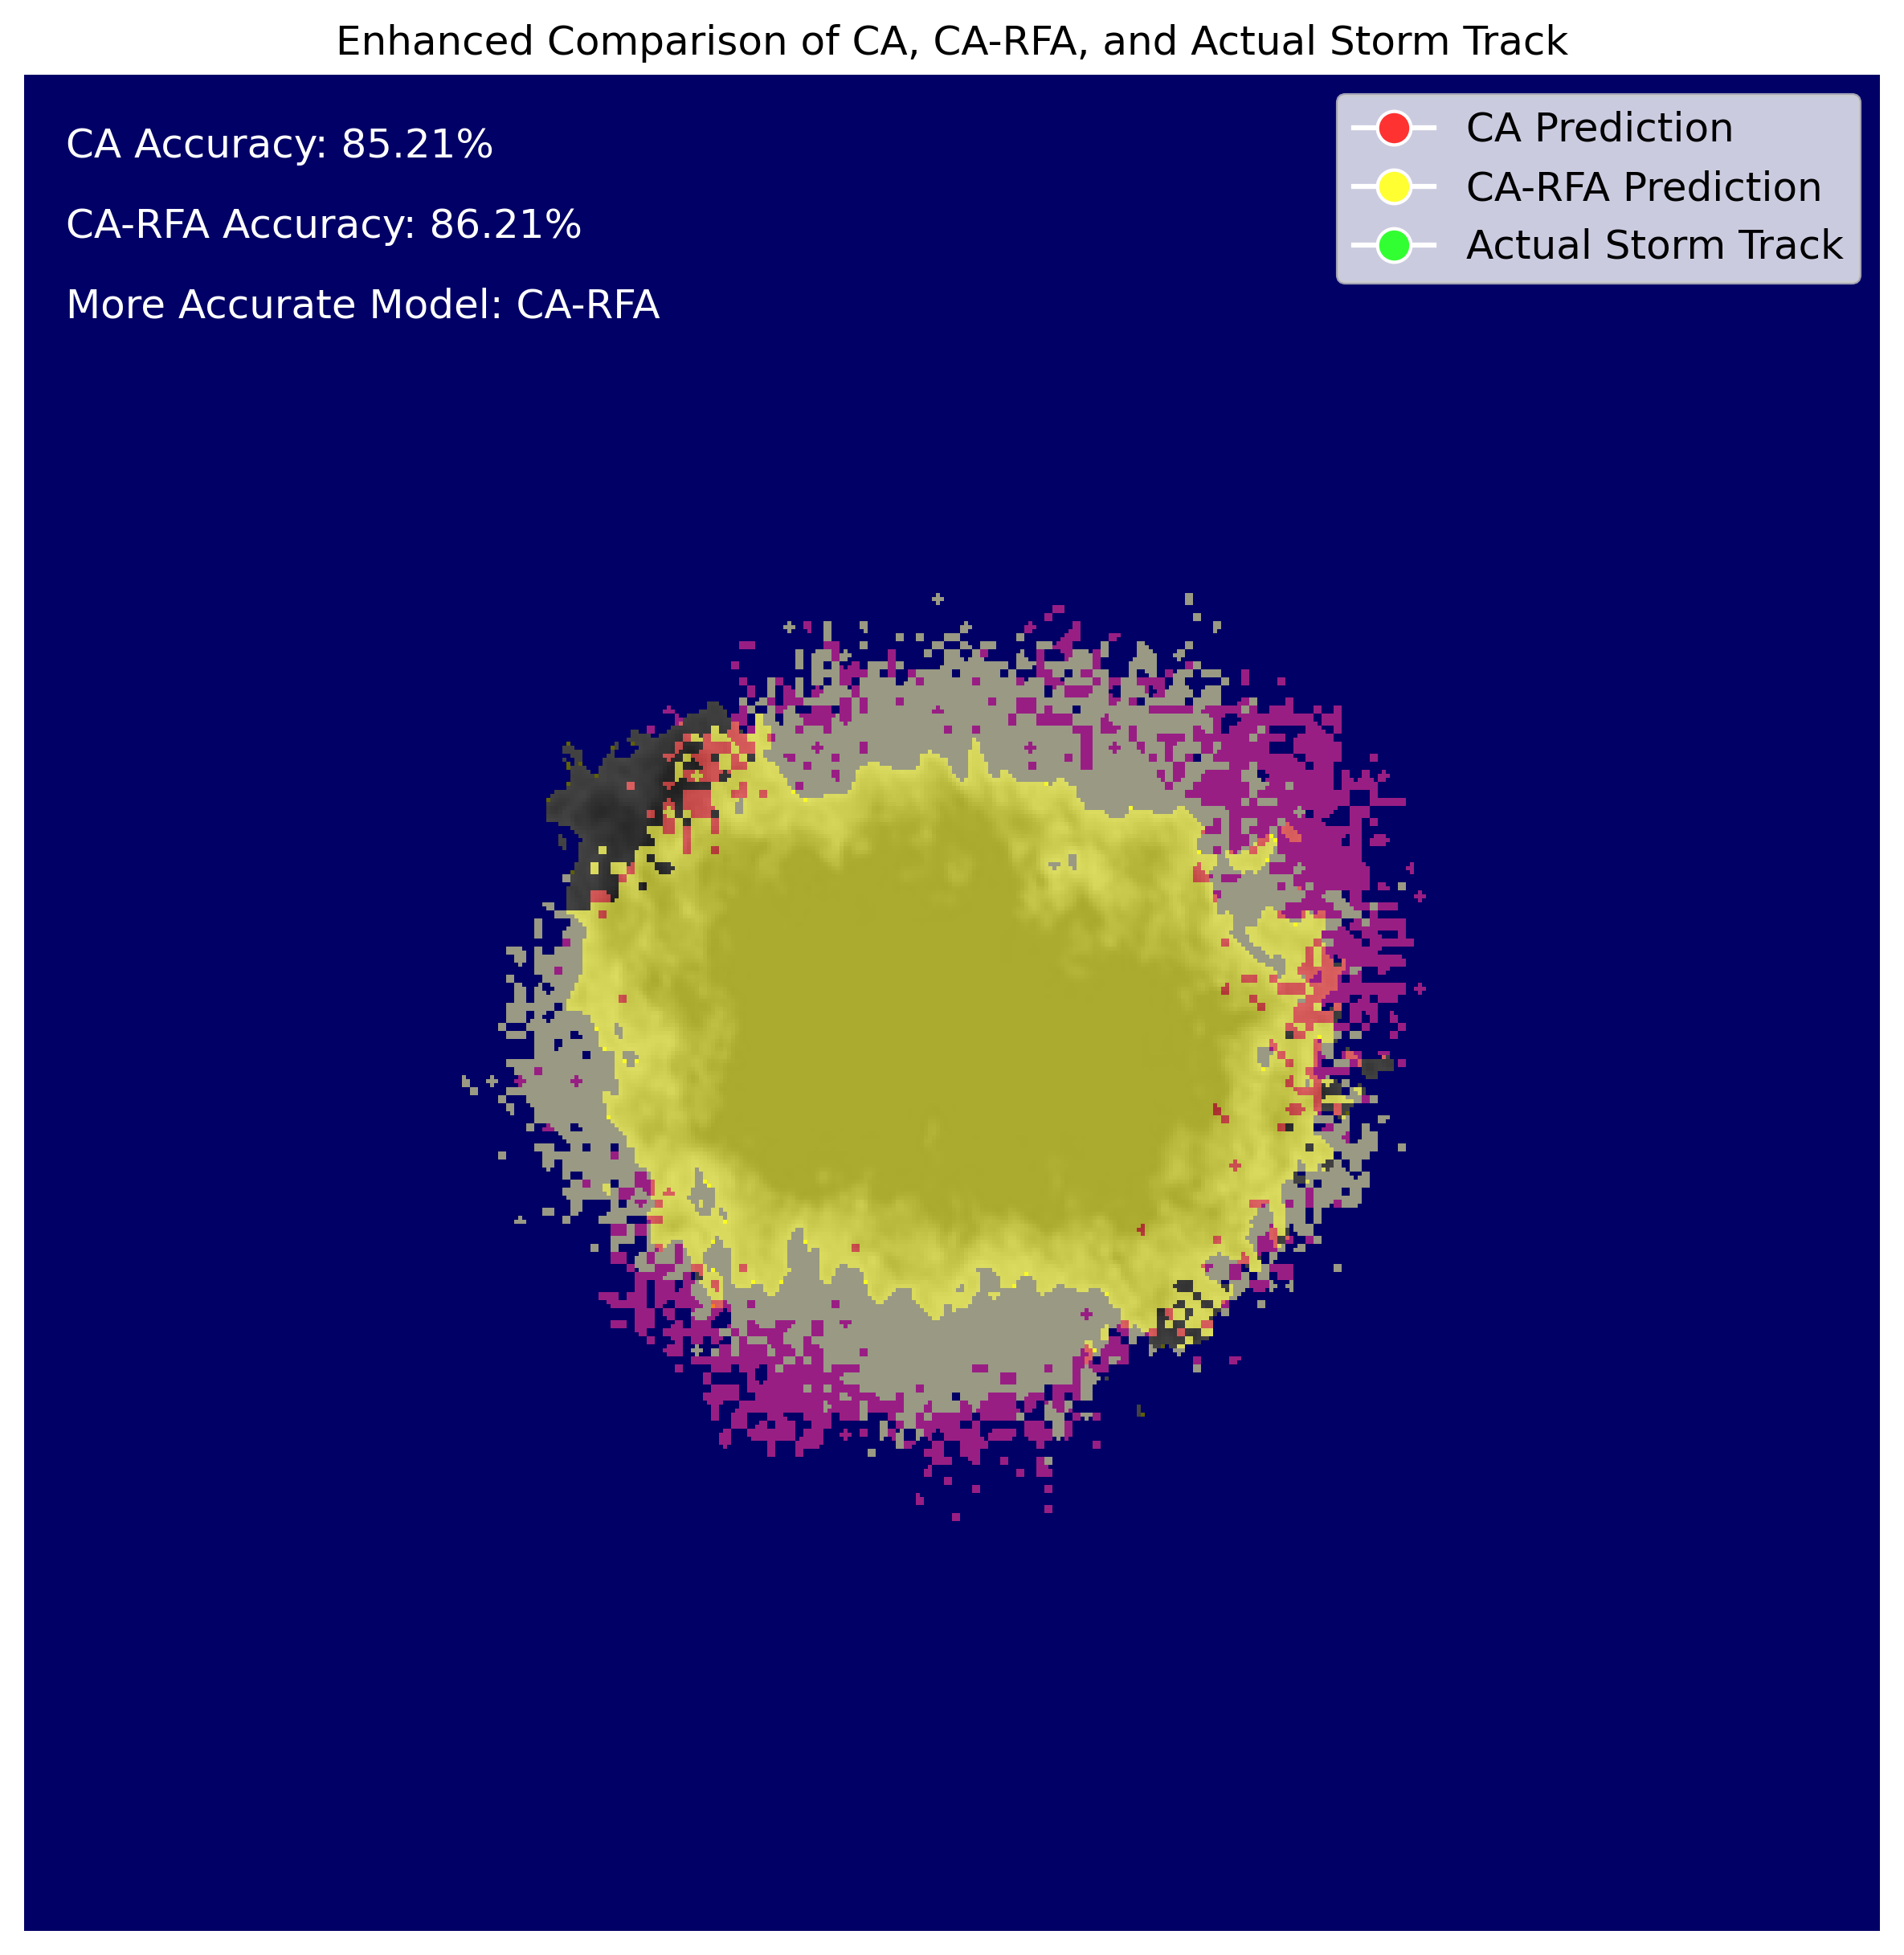 Enhanced Comparison of CA, CA-RFA, and Actual Storm Track
CA Accuracy: 85.21%
CA-RFA Accuracy: 86.21%
More Accurate Model: CA-RFA
CA Prediction
CA-RFA Prediction
Actual Storm Track